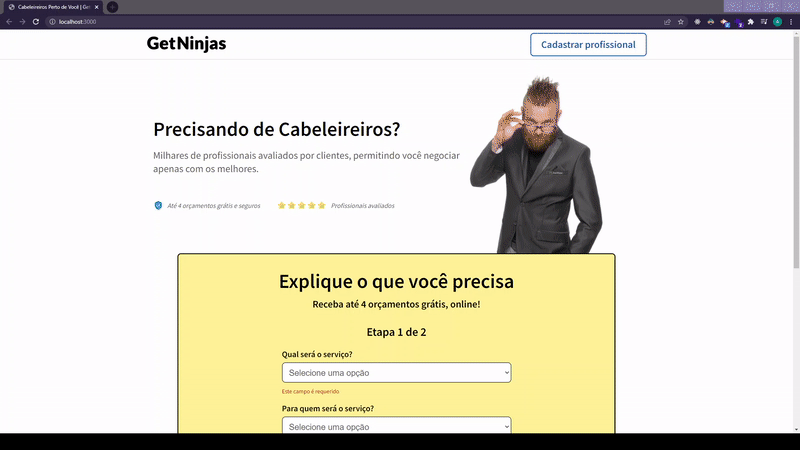 Cabeleireiros Perto de Você | Get
localhost:3000
GetNinjas
Cadastrar profissional
Precisando de Cabeleireiros?
Milhares de profissionais avaliados por clientes, permitindo você negociar
apenas com os melhores.
Até 4 orçamentos grátis e seguros
Profissionais avaliados
Explique o que você precisa
Receba até 4 orçamentos grátis, online!
Etapa 1 de 2
Qual será o serviço?
Selecione uma opção
Este campo é requerido
Para quem será o serviço?
Selecione uma opção